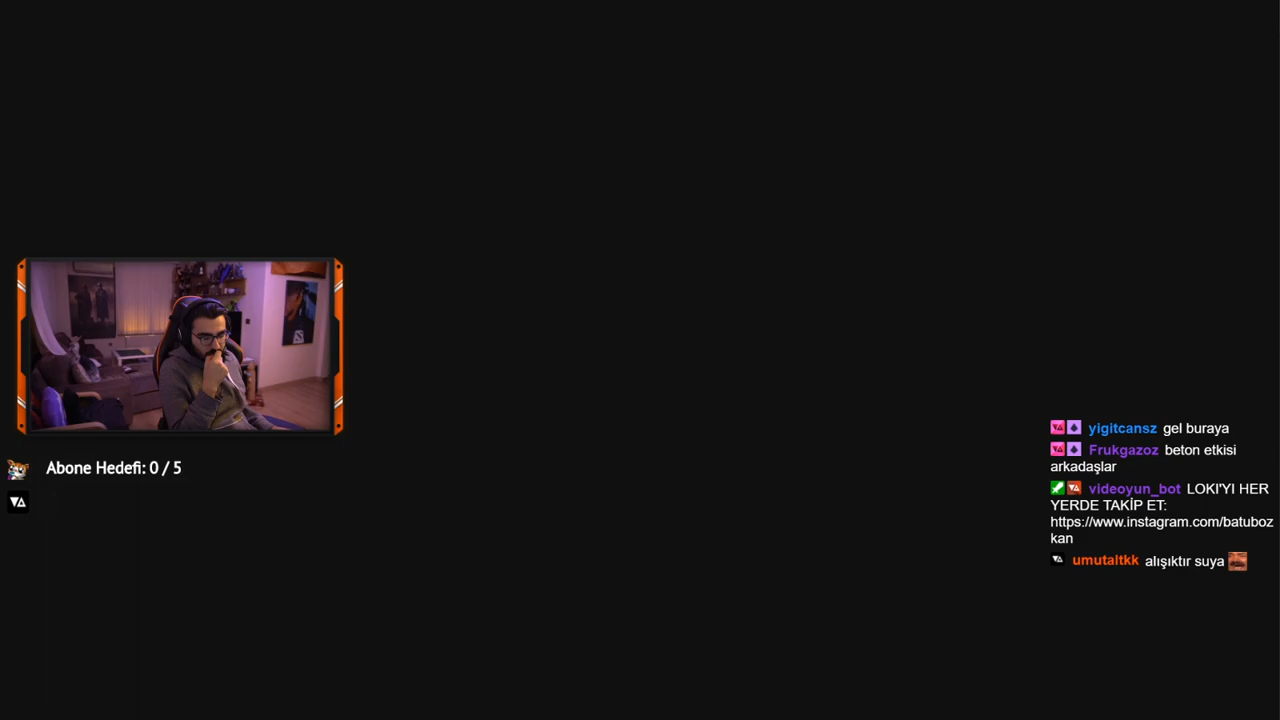 Abone Hedefi: 0 / 5
yigitcansz gel buraya
Frukgazoz beton etkisi
arkadaşlar
videoyun_bot LOKI'YI HER
YERDE TAKİP ET:
https://www.instagram.com/batuboz
kan
umutaltkk alışıktır suya